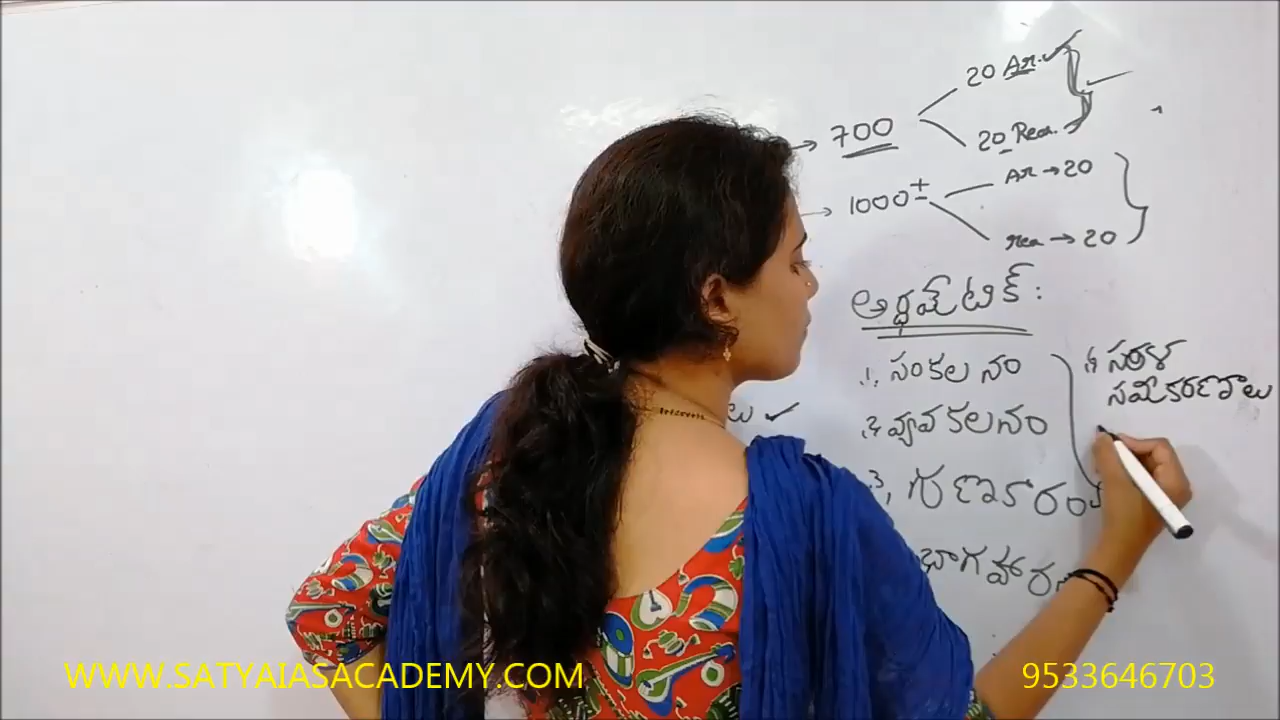 20 Ar. ✓
→ 700
20 Rea.
Ar → 20
→ 1000 ±
rea → 20
అర్ధమేటిక్ :
1, సంకలనం
సరళ
సమీకరణాలు
లు ✓
2, వ్యవకలనం
3, గుణకారం
భాగహార
WWW.SATYAIASACADEMY.COM
9533646703